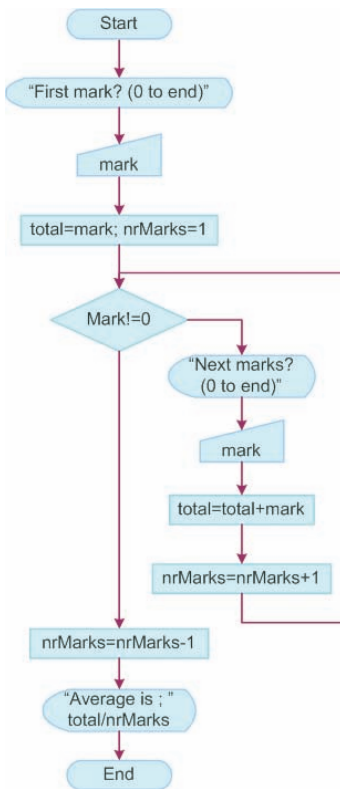 Start
“First mark? (0 to end)”
mark
total=mark; nrMarks=1
Mark!=0
“Next marks?
(0 to end)”
mark
total=total+mark
nrMarks=nrMarks+1
nrMarks=nrMarks-1
“Average is ; ”
total/nrMarks
End